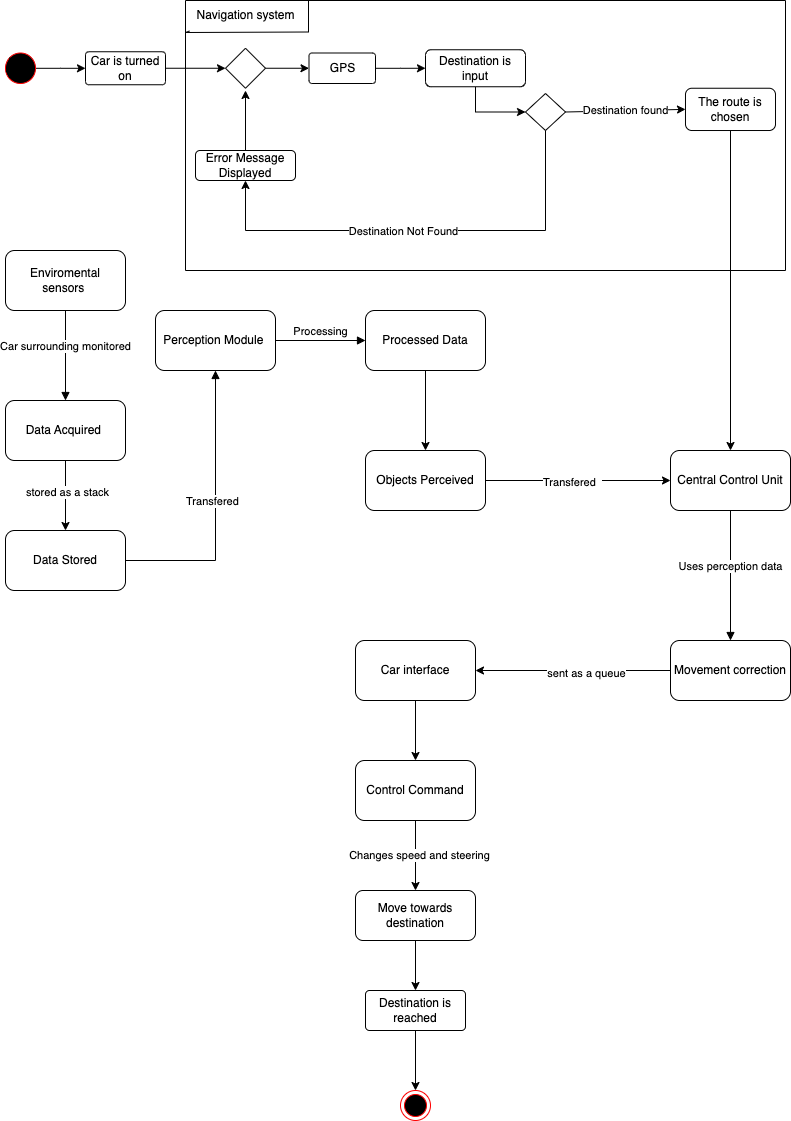 Navigation system
Car is turned
on
GPS
Destination is
input
Destination found
The route is
chosen
Error Message
Displayed
Destination Not Found
Enviromental
sensors
Car surrounding monitored
Perception Module
Processing
Processed Data
Data Acquired
stored as a stack
Transfered
Objects Perceived
Transfered
Central Control Unit
Data Stored
Uses perception data
Car interface
sent as a queue
Movement correction
Control Command
Changes speed and steering
Move towards
destination
Destination is
reached